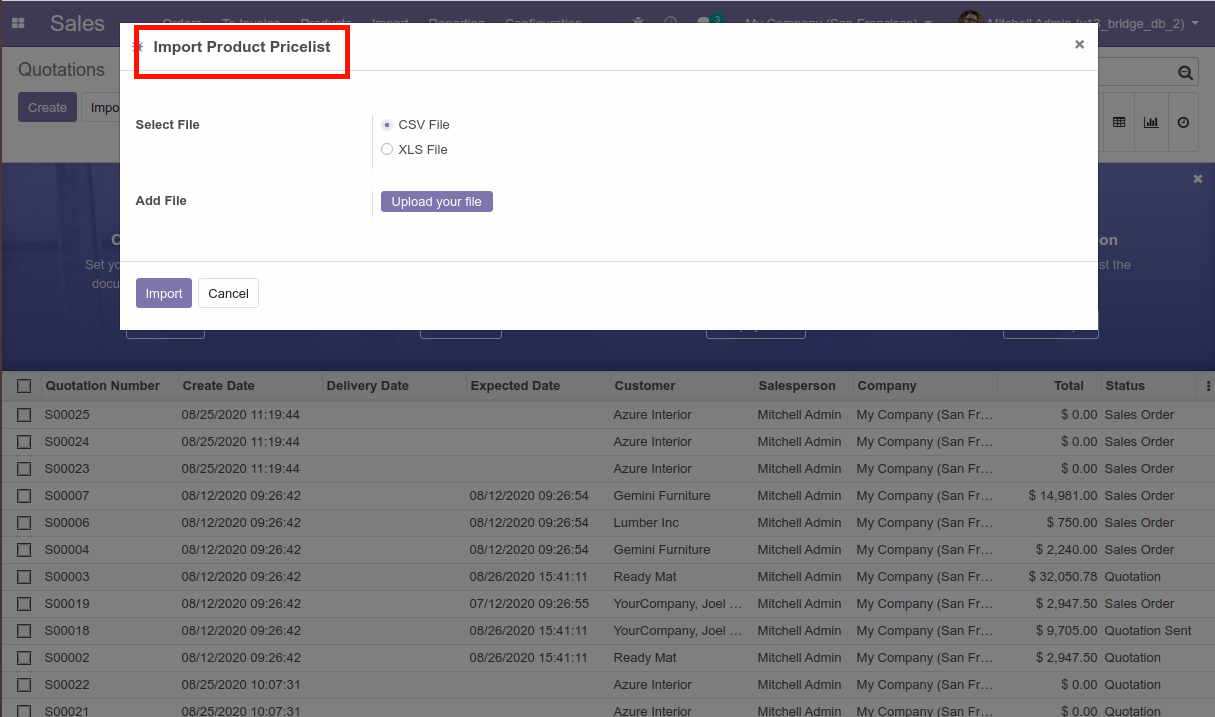 Sales Orders To Invoice Products Import Reporting Configuration 3 My Company (San Francisco) Mitchell Admin (v13_bridge_db_2)
Import Product Pricelist
Quotations
Create
Select File
CSV File
XLS File
Add File
Upload your file
on
st the
Import Cancel
Quotation Number Create Date Delivery Date Expected Date Customer Salesperson Company Total Status
S00025 08/25/2020 11:19:44 Azure Interior Mitchell Admin My Company (San Fr... $ 0.00 Sales Order
S00024 08/25/2020 11:19:44 Azure Interior Mitchell Admin My Company (San Fr... $ 0.00 Sales Order
S00023 08/25/2020 11:19:44 Azure Interior Mitchell Admin My Company (San Fr... $ 0.00 Sales Order
S00007 08/12/2020 09:26:42 08/12/2020 09:26:54 Gemini Furniture Mitchell Admin My Company (San Fr... $ 14,981.00 Sales Order
S00006 08/12/2020 09:26:42 08/12/2020 09:26:54 Lumber Inc Mitchell Admin My Company (San Fr... $ 750.00 Sales Order
S00004 08/12/2020 09:26:42 08/12/2020 09:26:54 Gemini Furniture Mitchell Admin My Company (San Fr... $ 2,240.00 Sales Order
S00003 08/12/2020 09:26:42 08/26/2020 15:41:11 Ready Mat Mitchell Admin My Company (San Fr... $ 32,050.78 Quotation
S00019 08/12/2020 09:26:42 07/12/2020 09:26:55 YourCompany, Joel ... Mitchell Admin My Company (San Fr... $ 2,947.50 Sales Order
S00018 08/12/2020 09:26:42 08/26/2020 15:41:11 YourCompany, Joel ... Mitchell Admin My Company (San Fr... $ 9,705.00 Quotation Sent
S00002 08/12/2020 09:26:42 08/26/2020 15:41:11 Ready Mat Mitchell Admin My Company (San Fr... $ 2,947.50 Quotation
S00022 08/25/2020 10:07:31 Azure Interior Mitchell Admin My Company (San Fr... $ 0.00 Quotation
S00021 08/25/2020 10:07:31 Azure Interior Mitchell Admin My Company (San Fr... $ 0.00 Quotation